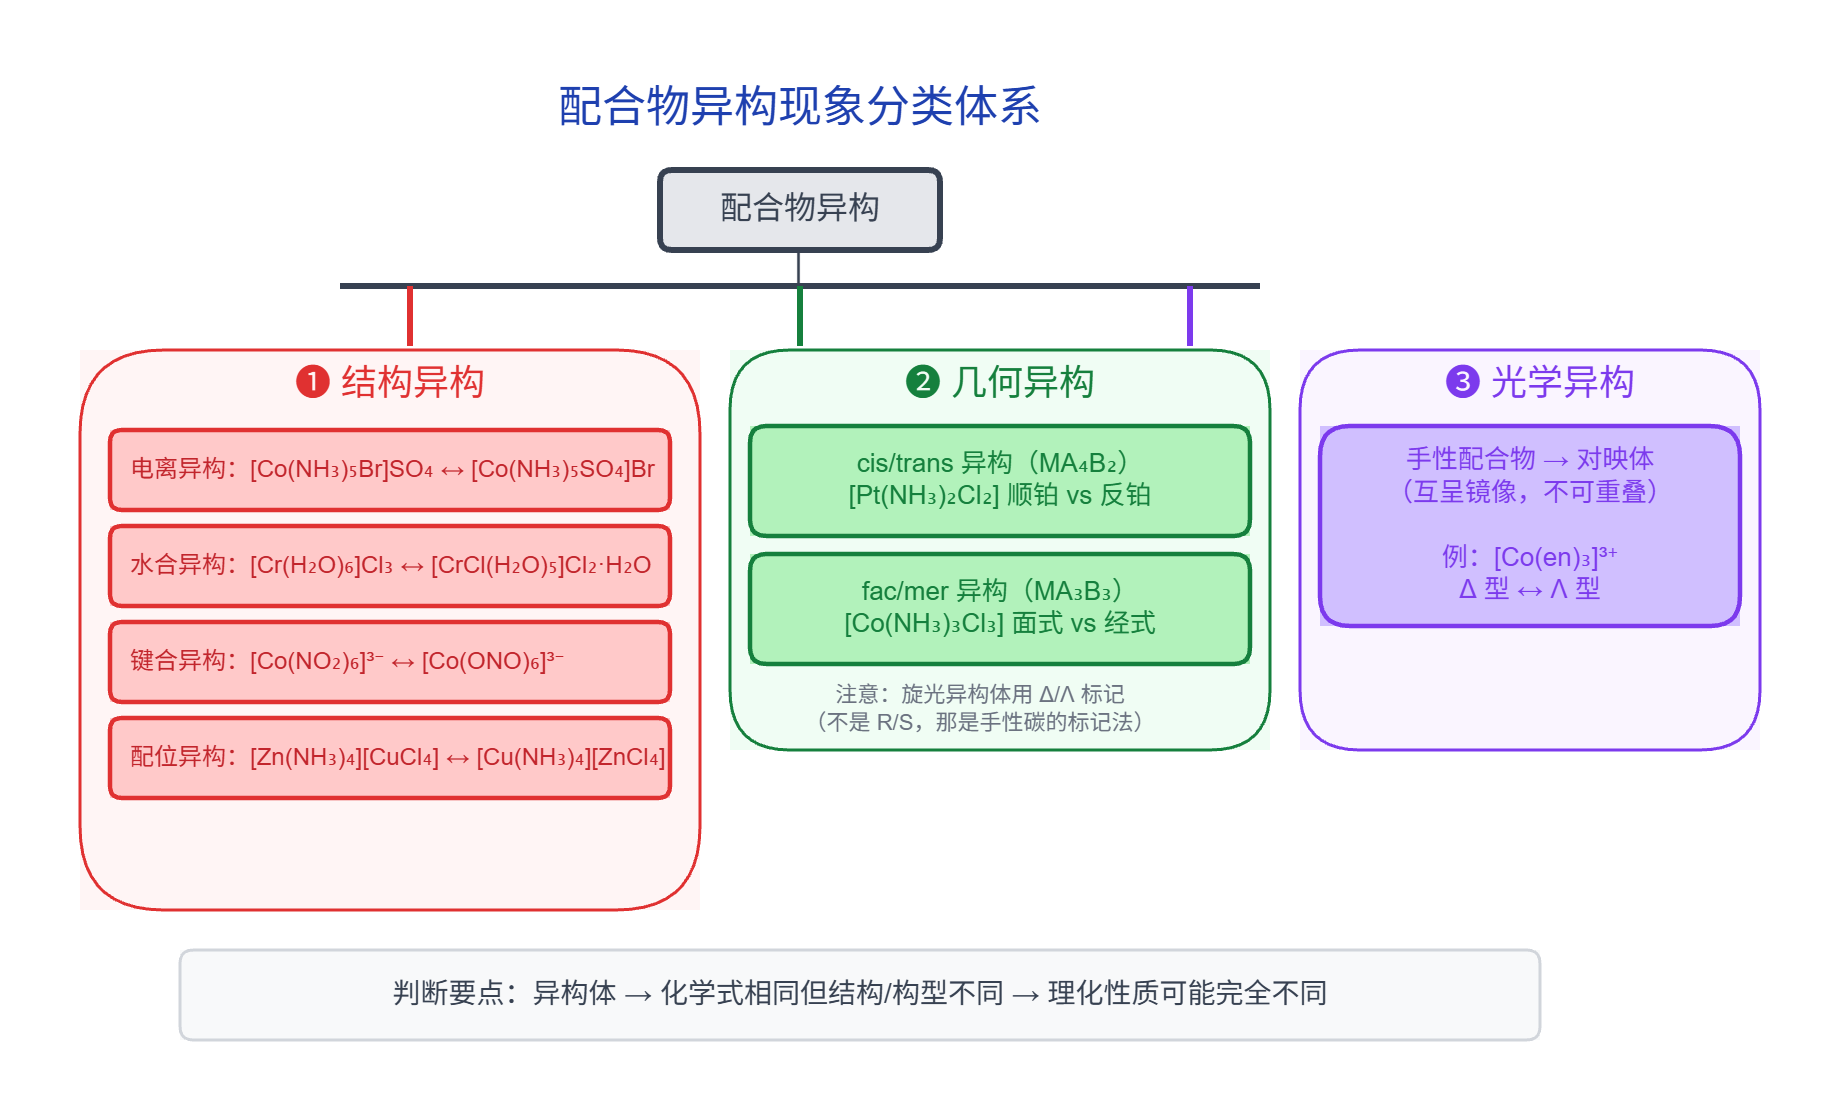 配合物异构现象分类体系
配合物异构
❶ 结构异构
电离异构：[Co(NH₃)₅Br]SO₄ ↔ [Co(NH₃)₅SO₄]Br
水合异构：[Cr(H₂O)₆]Cl₃ ↔ [CrCl(H₂O)₅]Cl₂·H₂O
键合异构：[Co(NO₂)₆]³⁻ ↔ [Co(ONO)₆]³⁻
配位异构：[Zn(NH₃)₄][CuCl₄] ↔ [Cu(NH₃)₄][ZnCl₄]
❷ 几何异构
cis/trans 异构（MA₄B₂）
[Pt(NH₃)₂Cl₂] 顺铂 vs 反铂
fac/mer 异构（MA₃B₃）
[Co(NH₃)₃Cl₃] 面式 vs 经式
注意：旋光异构体用 Δ/Λ 标记
（不是 R/S，那是手性碳的标记法）
❸ 光学异构
手性配合物 → 对映体
（互呈镜像，不可重叠）
例：[Co(en)₃]³⁺
Δ 型 ↔ Λ 型
判断要点：异构体 → 化学式相同但结构/构型不同 → 理化性质可能完全不同